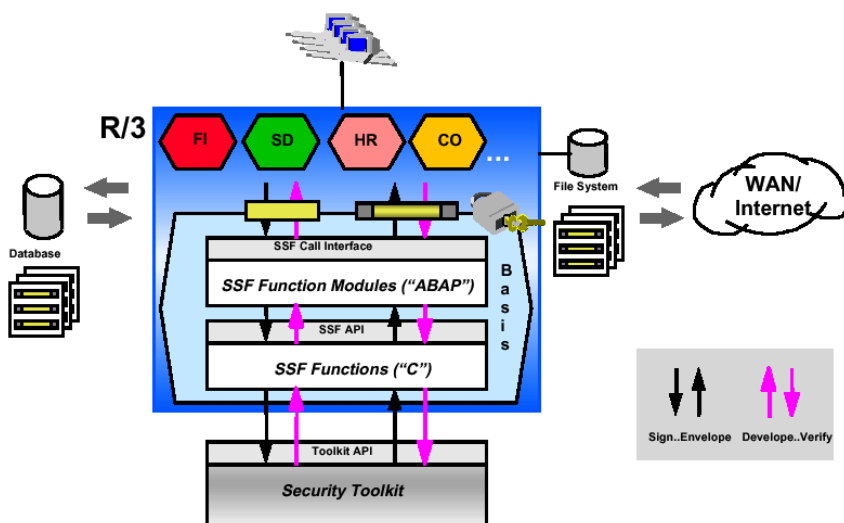 R/3
FI
SD
HR
CO
...
File System
WAN/
Internet
Database
SSF Call Interface
SSF Function Modules (“ABAP”)
Basis
SSF API
SSF Functions (“C”)
Toolkit API
Security Toolkit
Sign..Envelope
Develope..Verify